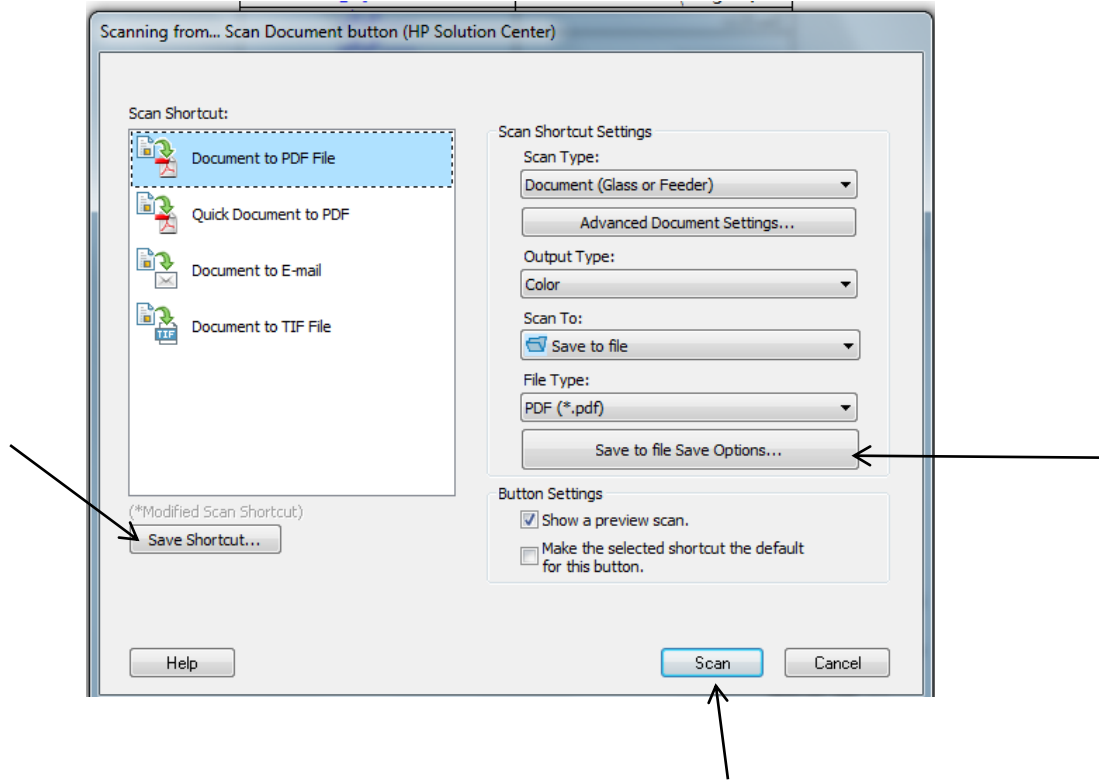 Scanning from... Scan Document button (HP Solution Center)
Scan Shortcut:
Document to PDF File
Quick Document to PDF
Document to E-mail
TIF
Document to TIF File
(*Modified Scan Shortcut)
Save Shortcut...
Scan Shortcut Settings
Scan Type:
Document (Glass or Feeder)
Advanced Document Settings...
Output Type:
Color
Scan To:
Save to file
File Type:
PDF (*.pdf)
Save to file Save Options...
Button Settings
Show a preview scan.
Make the selected shortcut the default
for this button.
Help
Scan
Cancel